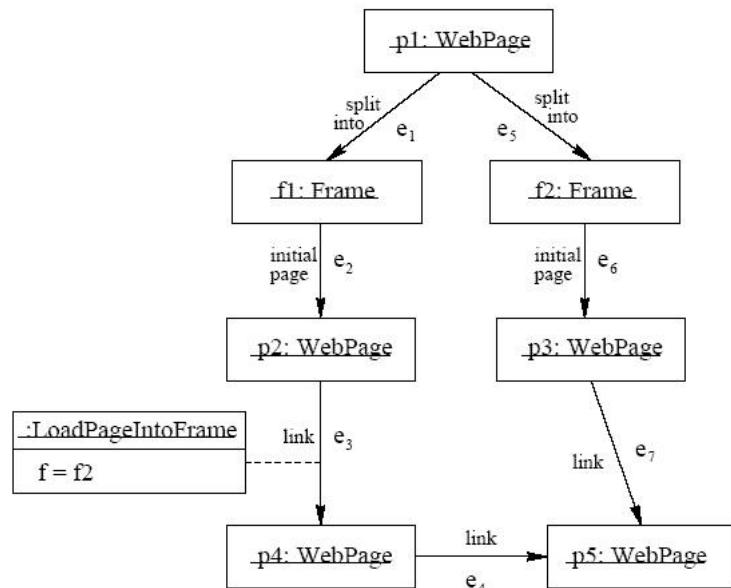 p1: WebPage
split
into
e1
e5
split
into
f1: Frame
f2: Frame
initial
page
e2
initial
page
e6
p2: WebPage
p3: WebPage
:LoadPageIntoFrame
f = f2
link
e3
link
e7
p4: WebPage
link
e4
p5: WebPage